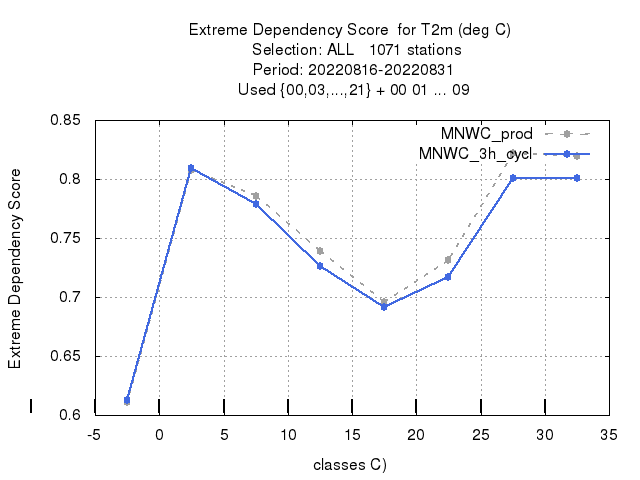 Extreme Dependency Score  for T2m (deg C)
Selection: ALL   1071 stations
Period: 20220816-20220831
Used {00,03,...,21} + 00 01 ... 09
MNWC_prod
MNWC_3h_cycl
Extreme Dependency Score
0.85
0.8
0.75
0.7
0.65
0.6
-5 0 5 10 15 20 25 30 35
classes C)